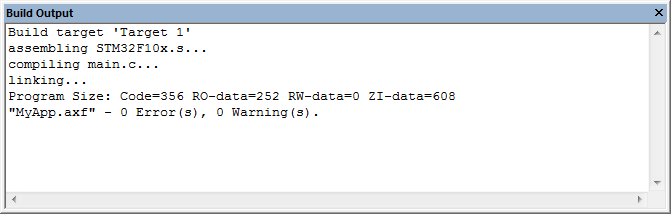 Build Output
Build target 'Target 1'
assembling STM32F10x.s...
compiling main.c...
linking...
Program Size: Code=356 RO-data=252 RW-data=0 ZI-data=608
"MyApp.axf" - 0 Error(s), 0 Warning(s).